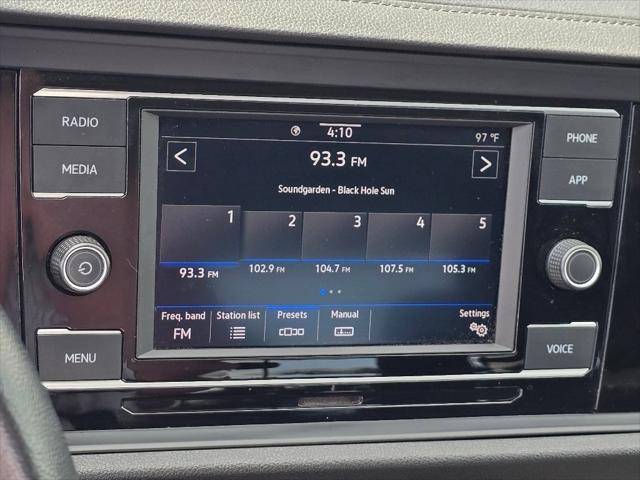 RADIO
MEDIA
MENU
4:10
97 °F
93.3 FM
Soundgarden - Black Hole Sun
1 2 3 4 5
93.3 FM 102.9 FM 104.7 FM 107.5 FM 105.3 FM
Freq. band Station list Presets Manual Settings
FM
PHONE
APP
VOICE